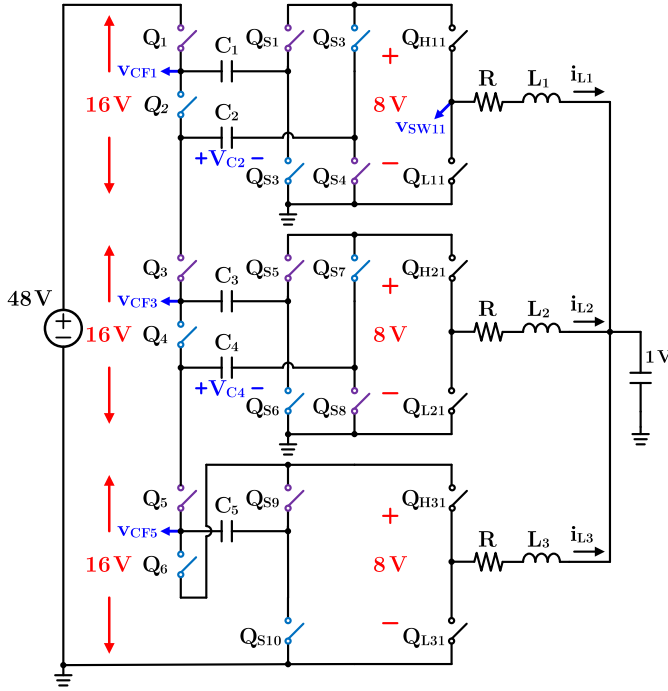 Q1 C1 QS1 QS3 QH11
vCF1
16 V + 8 V
R L1 iL1
Q2 C2
vSW11
+VC2−
QS3 QS4 − QL11
Q3 C3 QS5 QS7 QH21
vCF3
48 V
16 V + 8 V
R L2 iL2
Q4 C4
1 V
+VC4−
QS6 QS8 − QL21
Q5 C5 QS9 QH31
vCF5
16 V + 8 V
R L3 iL3
Q6
QS10 − QL31